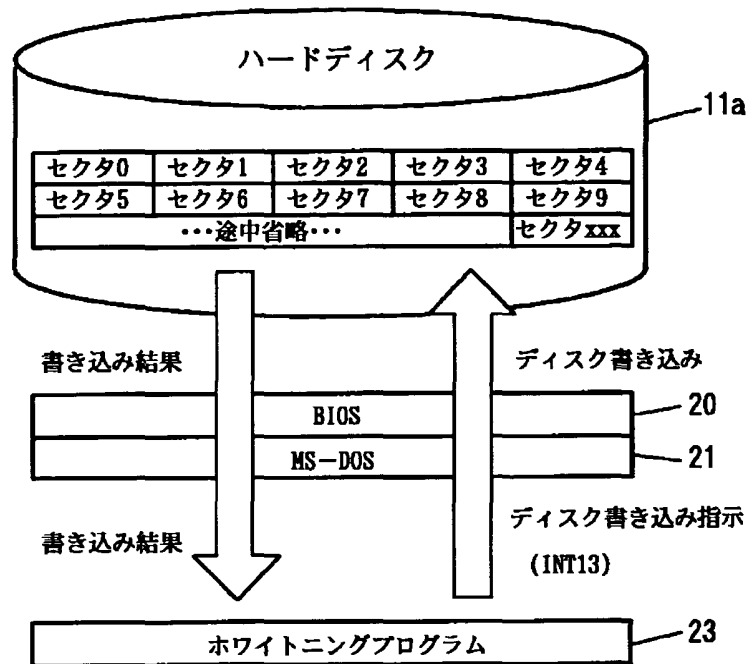 ハードディスク
11a
セクタ0 セクタ1 セクタ2 セクタ3 セクタ4
セクタ5 セクタ6 セクタ7 セクタ8 セクタ9
…途中省略… セクタxxx
書き込み結果 ディスク書き込み
BIOS 20
MS-DOS 21
書き込み結果 ディスク書き込み指示
(INT13)
ホワイトニングプログラム 23